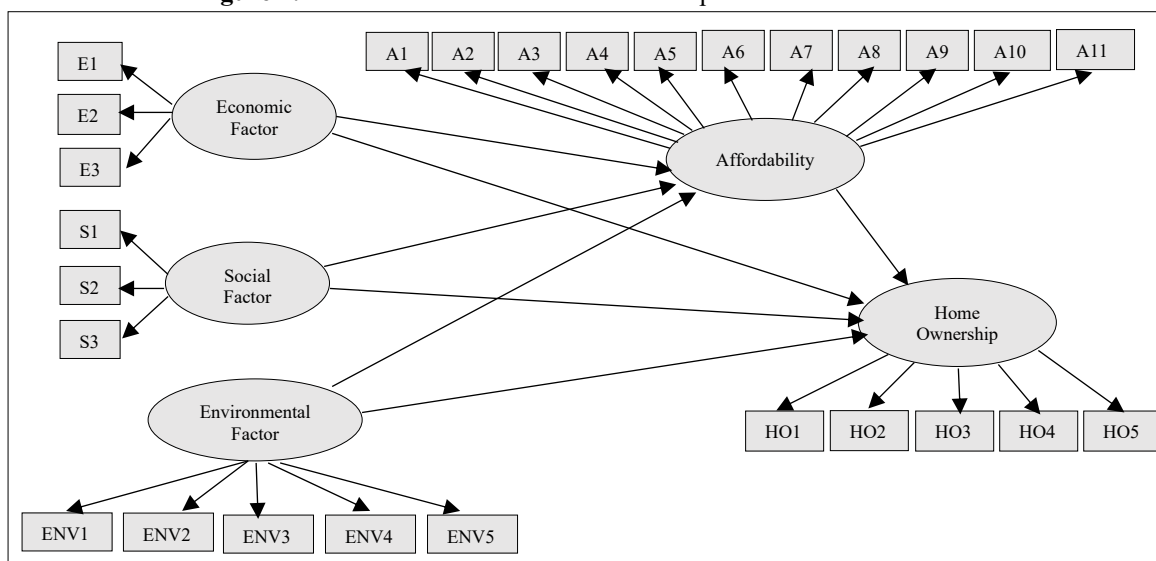 A1 A2 A3 A4 A5 A6 A7 A8 A9 A10 A11
E1
E2
E3
Economic
Factor
Affordability
S1
S2
S3
Social
Factor
Home
Ownership
Environmental
Factor
HO1 HO2 HO3 HO4 HO5
ENV1 ENV2 ENV3 ENV4 ENV5